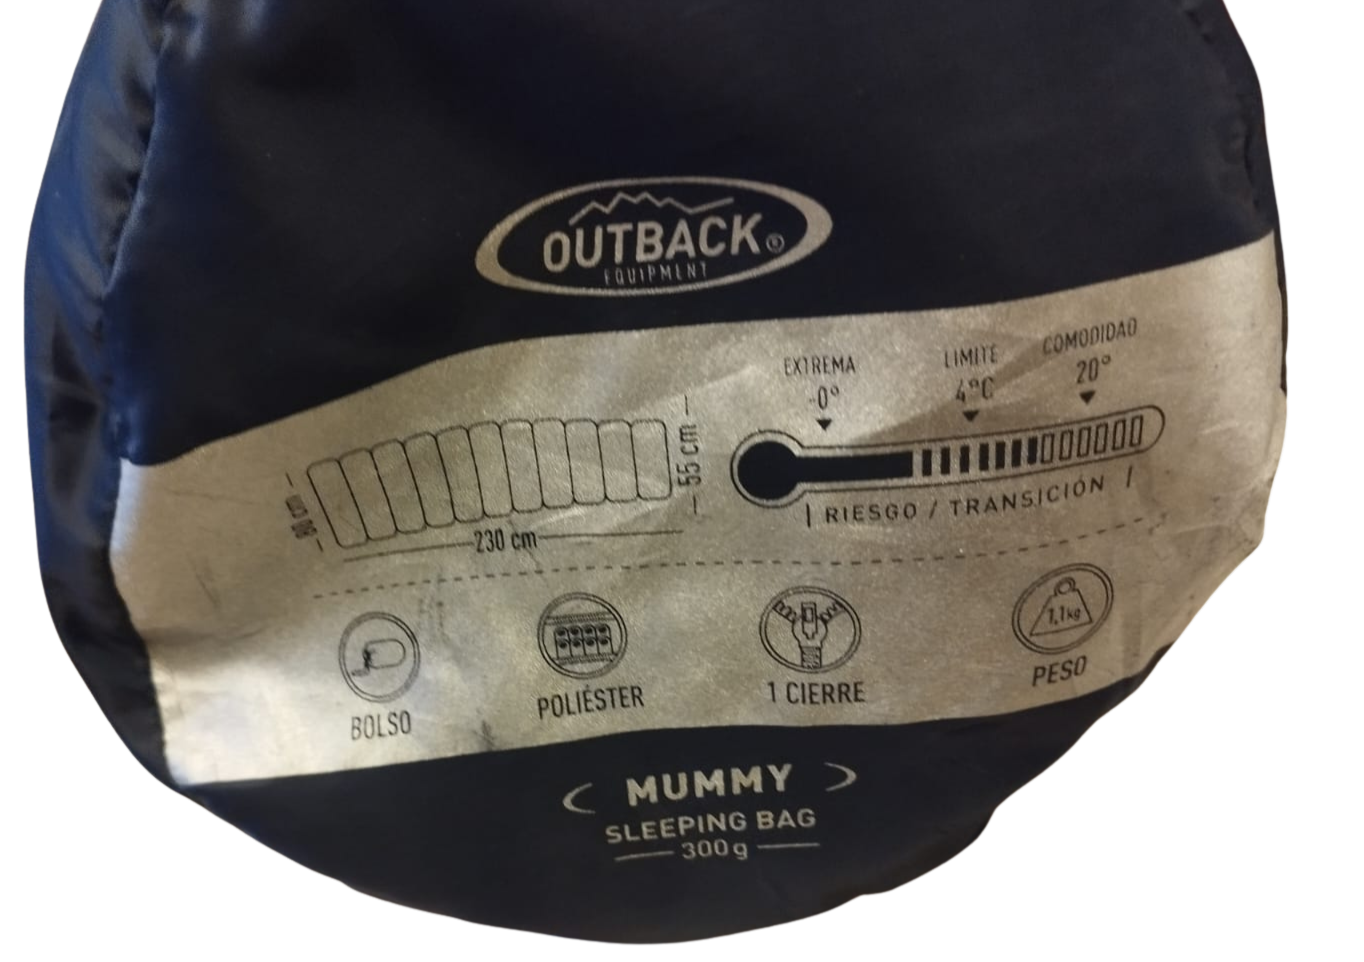 OUTBACK®
EQUIPMENT
EXTREMA
-0°
LIMITE
4°C
COMODIDAD
20°
80 cm
230 cm
55 cm
RIESGO / TRANSICIÓN
1,1kg
BOLSO
POLIÉSTER
1 CIERRE
PESO
MUMMY
SLEEPING BAG
300g